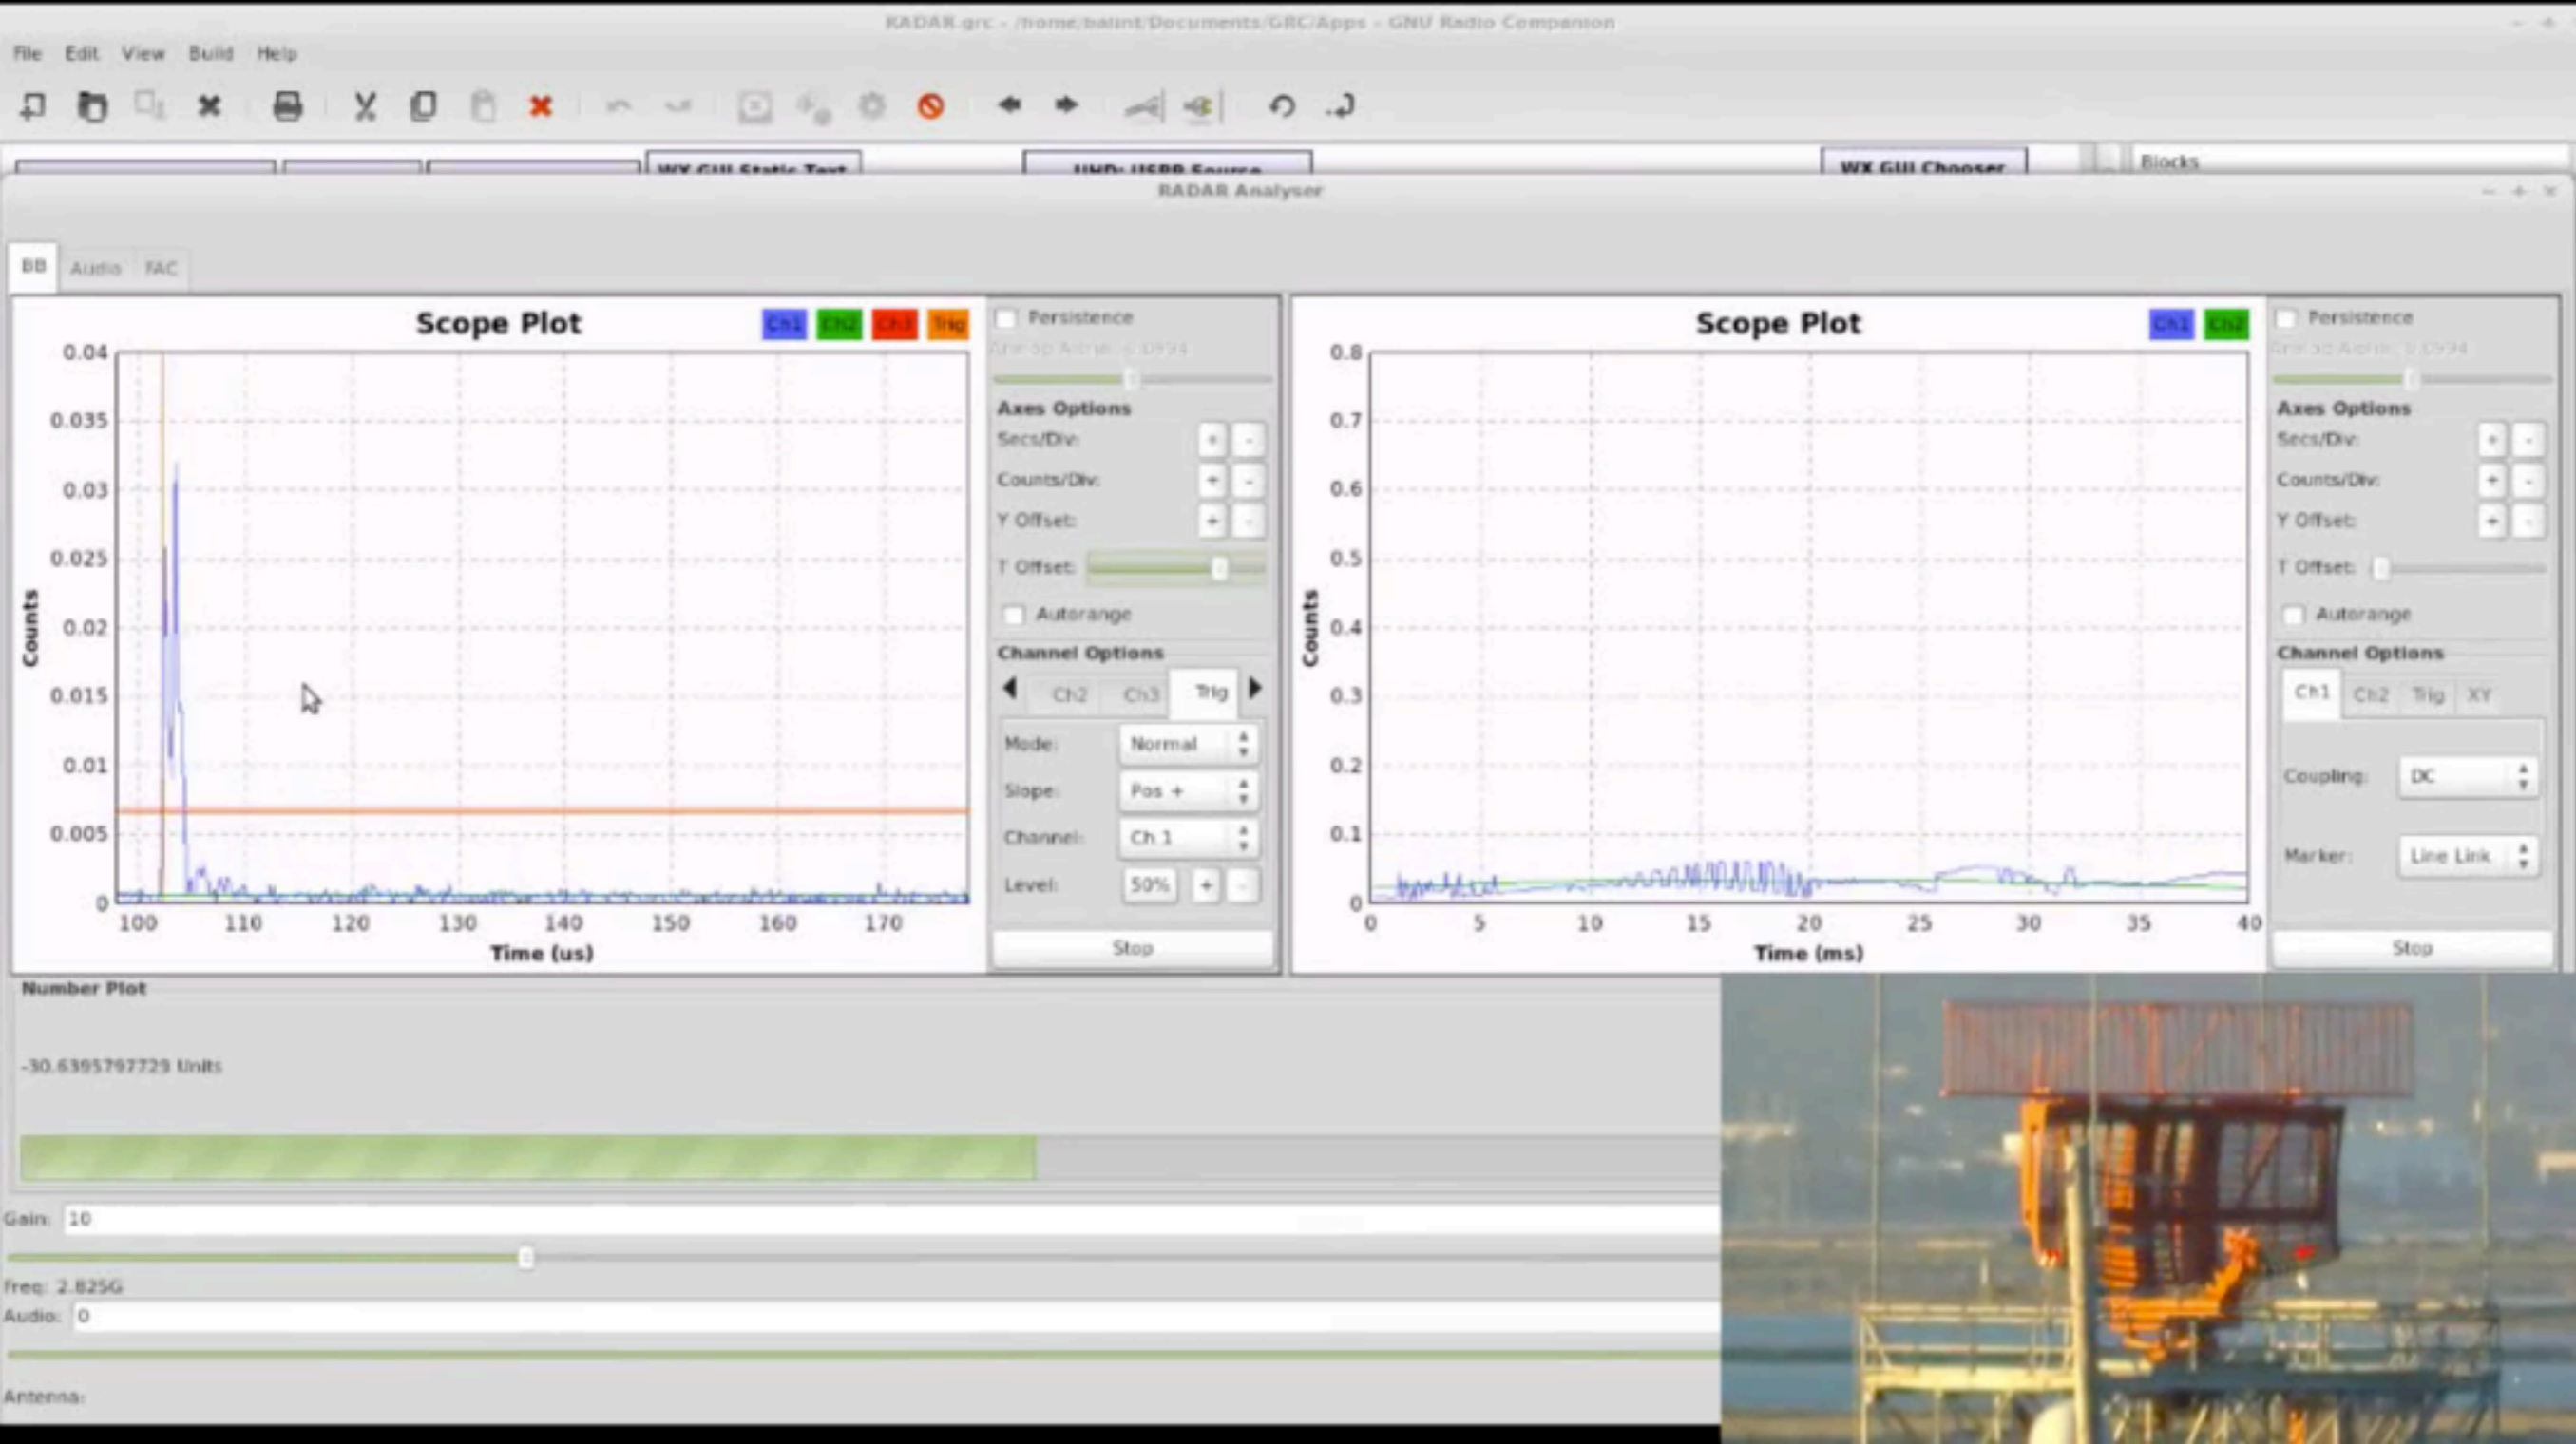 RADAR.grc - /home/balint/Documents/GRC/Apps - GNU Radio Companion
File Edit View Build Help
WX GUI Static Text UHD: USRP Source WX GUI Chooser Blocks
RADAR Analyser
BB Audio FAC
Scope Plot
Ch1 Ch2 Ch3 Trig
0.04
0.035
0.03
0.025
0.02
0.015
0.01
0.005
0
Counts
100 110 120 130 140 150 160 170
Time (us)
Persistence
Analog Alpha: 0.0994
Axes Options
Secs/Div: + -
Counts/Div: + -
Y Offset: + -
T Offset:
Autorange
Channel Options
Ch2 Ch3 Trig
Mode: Normal
Slope: Pos +
Channel: Ch 1
Level: 50% + -
Stop
Scope Plot
Ch1 Ch2
0.8
0.7
0.6
0.5
0.4
0.3
0.2
0.1
0
Counts
0 5 10 15 20 25 30 35 40
Time (ms)
Persistence
Analog Alpha: 0.0994
Axes Options
Secs/Div: + -
Counts/Div: + -
Y Offset: + -
T Offset:
Autorange
Channel Options
Ch1 Ch2 Trig XY
Coupling: DC
Marker: Line Link
Stop
Number Plot
-30.6395797729 Units
Gain: 10
Freq: 2.825G
Audio: 0
Antenna: